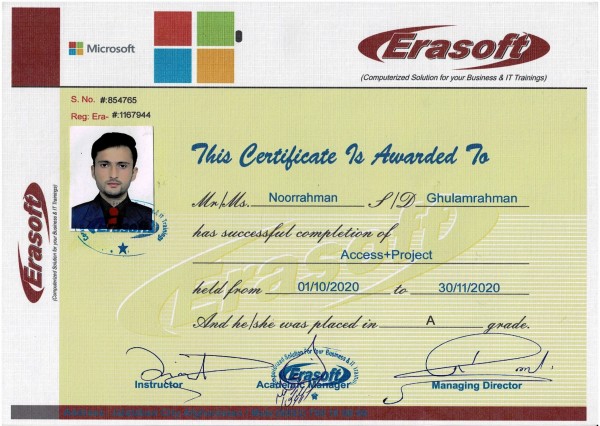 Microsoft
Erasoft
(Computerized Solution for your Business & IT Trainings)
S. No. #:854765
Reg: Era- #:1167944
This Certificate Is Awarded To
Mr/Ms. Noorrahman S/D Ghulamrahman
has successful completion of
Access+Project
held from 01/10/2020 to 30/11/2020
And he/she was placed in A grade.
Instructor
Academic Manager
Managing Director
Erasoft
(Computerized Solution for your Business & IT Trainings)
Erasoft
Erasoft